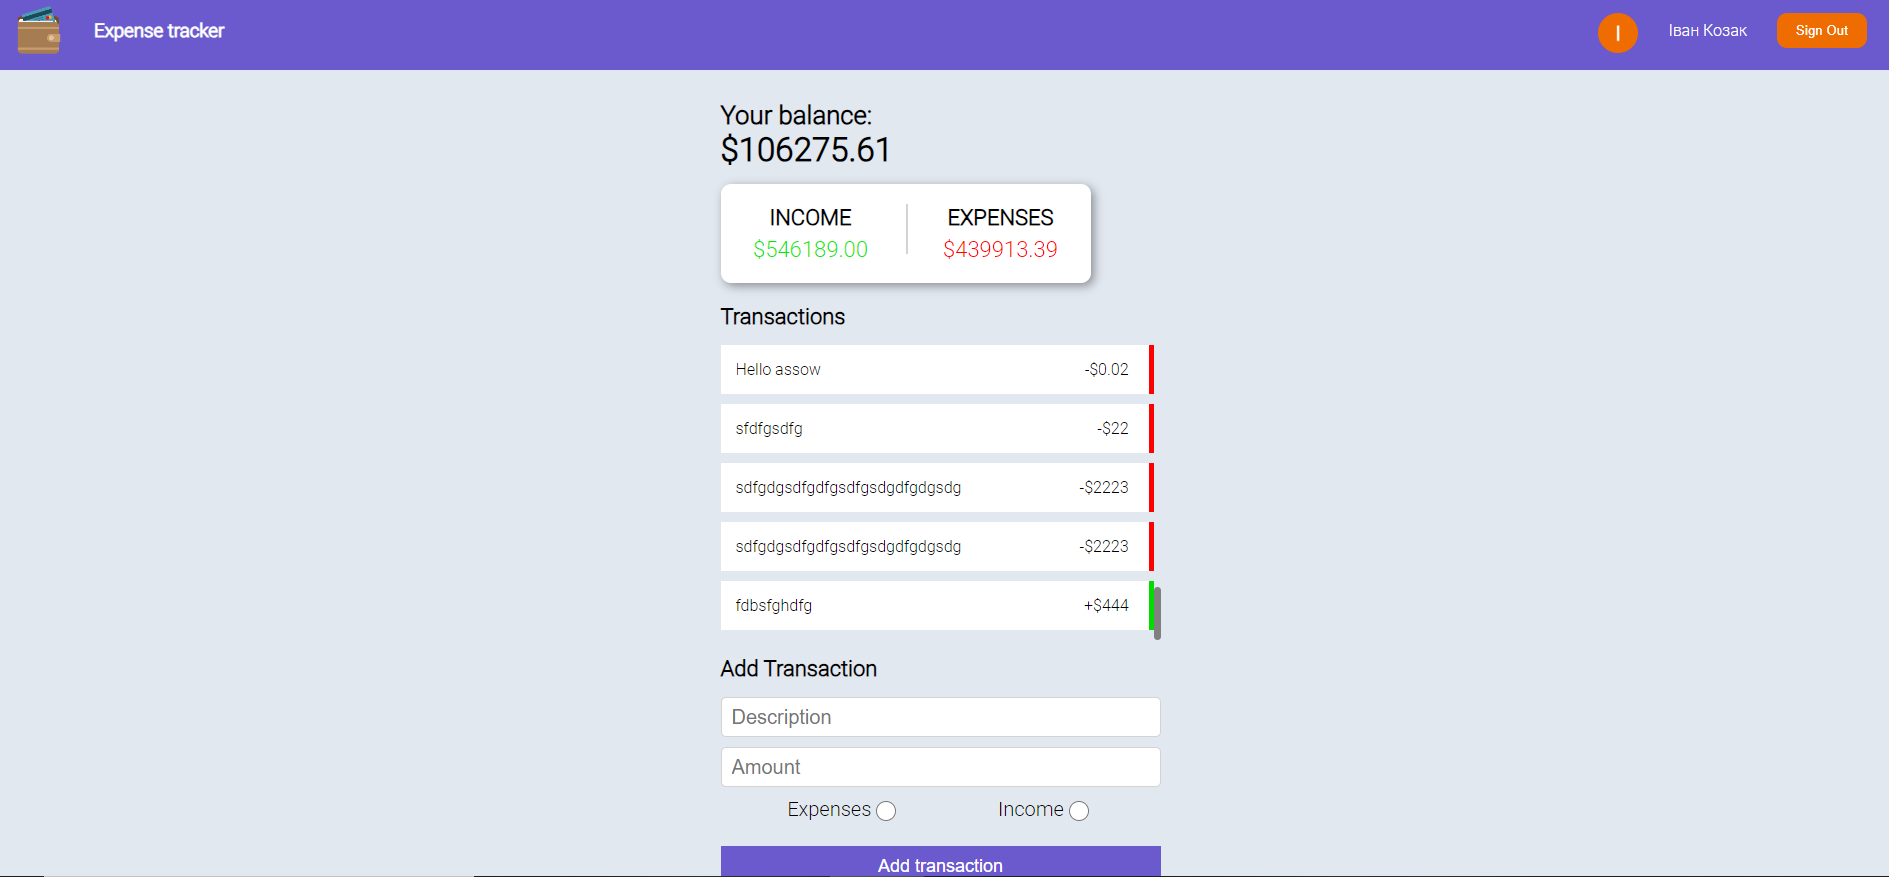 Expense tracker
I
Іван Козак
Sign Out
Your balance:
$106275.61
INCOME
EXPENSES
$546189.00
$439913.39
Transactions
Hello assow
-$0.02
sfdfgsdfg
-$22
sdfgdgsdfgdfgsdfgsdgdfgdgsdg
-$2223
sdfgdgsdfgdfgsdfgsdgdfgdgsdg
-$2223
fdbsfghdfg
+$444
Add Transaction
Description
Amount
Expenses
Income
Add transaction